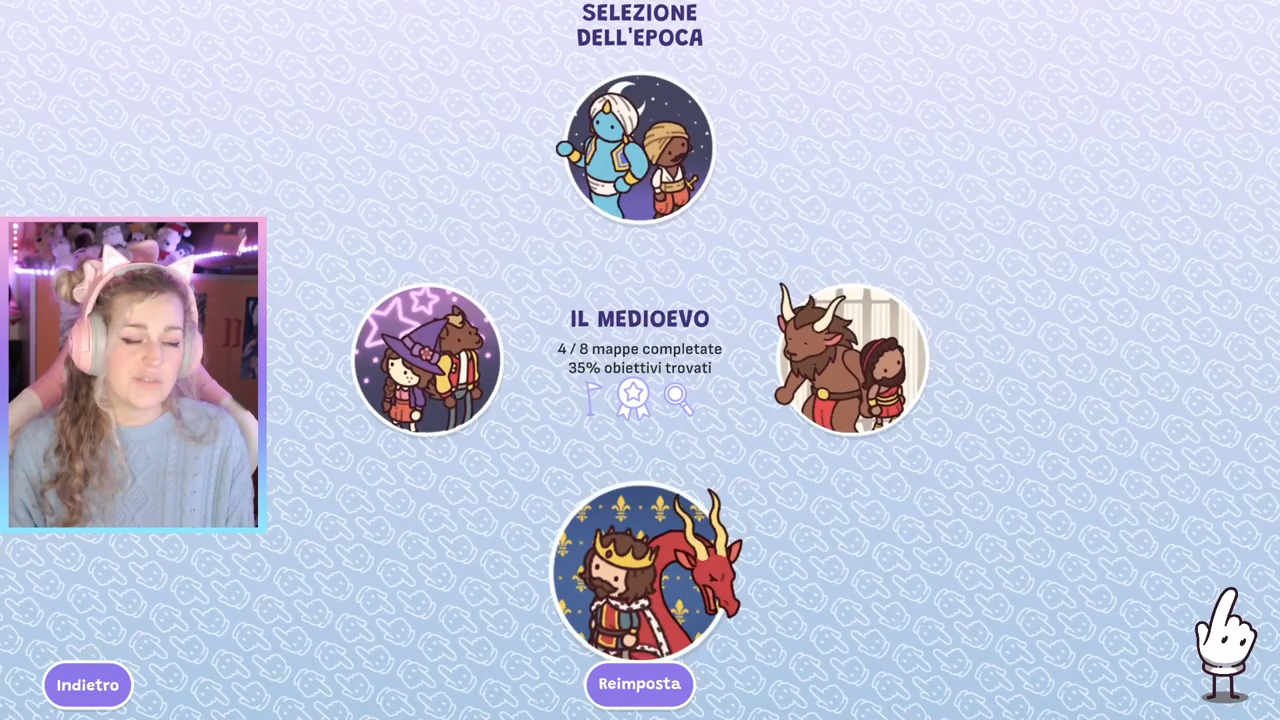 SELEZIONE
DELL'EPOCA
IL MEDIOEVO
4 / 8 mappe completate
35% obiettivi trovati
Indietro
Reimposta